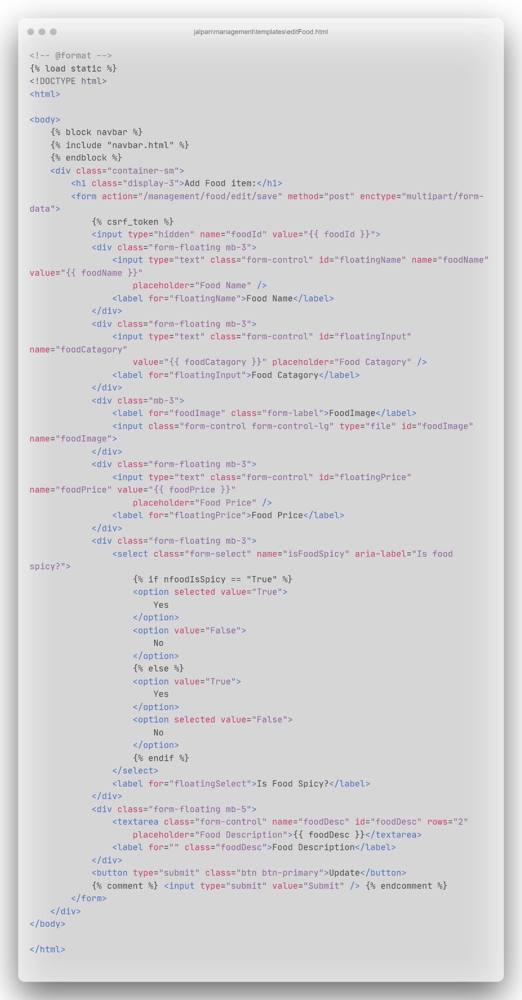 jalpan\management\templates\editFood.html
<!-- @format -->
{% load static %}
<!DOCTYPE html>
<html>

<body>
    {% block navbar %}
    {% include "navbar.html" %}
    {% endblock %}
    <div class="container-sm">
        <h1 class="display-3">Add Food item:</h1>
        <form action="/management/food/edit/save" method="post" enctype="multipart/form-
data">
            {% csrf_token %}
            <input type="hidden" name="foodId" value="{{ foodId }}">
            <div class="form-floating mb-3">
                <input type="text" class="form-control" id="floatingName" name="foodName"
value="{{ foodName }}"
                    placeholder="Food Name" />
                <label for="floatingName">Food Name</label>
            </div>
            <div class="form-floating mb-3">
                <input type="text" class="form-control" id="floatingInput"
name="foodCatagory"
                    value="{{ foodCatagory }}" placeholder="Food Catagory" />
                <label for="floatingInput">Food Catagory</label>
            </div>
            <div class="mb-3">
                <label for="foodImage" class="form-label">FoodImage</label>
                <input class="form-control form-control-lg" type="file" id="foodImage"
name="foodImage">
            </div>
            <div class="form-floating mb-3">
                <input type="text" class="form-control" id="floatingPrice"
name="foodPrice" value="{{ foodPrice }}"
                    placeholder="Food Price" />
                <label for="floatingPrice">Food Price</label>
            </div>
            <div class="form-floating mb-3">
                <select class="form-select" name="isFoodSpicy" aria-label="Is food
spicy?">
                    {% if nfoodIsSpicy == "True" %}
                    <option selected value="True">
                        Yes
                    </option>
                    <option value="False">
                        No
                    </option>
                    {% else %}
                    <option value="True">
                        Yes
                    </option>
                    <option selected value="False">
                        No
                    </option>
                    {% endif %}
                </select>
                <label for="floatingSelect">Is Food Spicy?</label>
            </div>
            <div class="form-floating mb-5">
                <textarea class="form-control" name="foodDesc" id="foodDesc" rows="2"
                    placeholder="Food Description">{{ foodDesc }}</textarea>
                <label for="" class="foodDesc">Food Description</label>
            </div>
            <button type="submit" class="btn btn-primary">Update</button>
            {% comment %} <input type="submit" value="Submit" /> {% endcomment %}
        </form>
    </div>
</body>

</html>